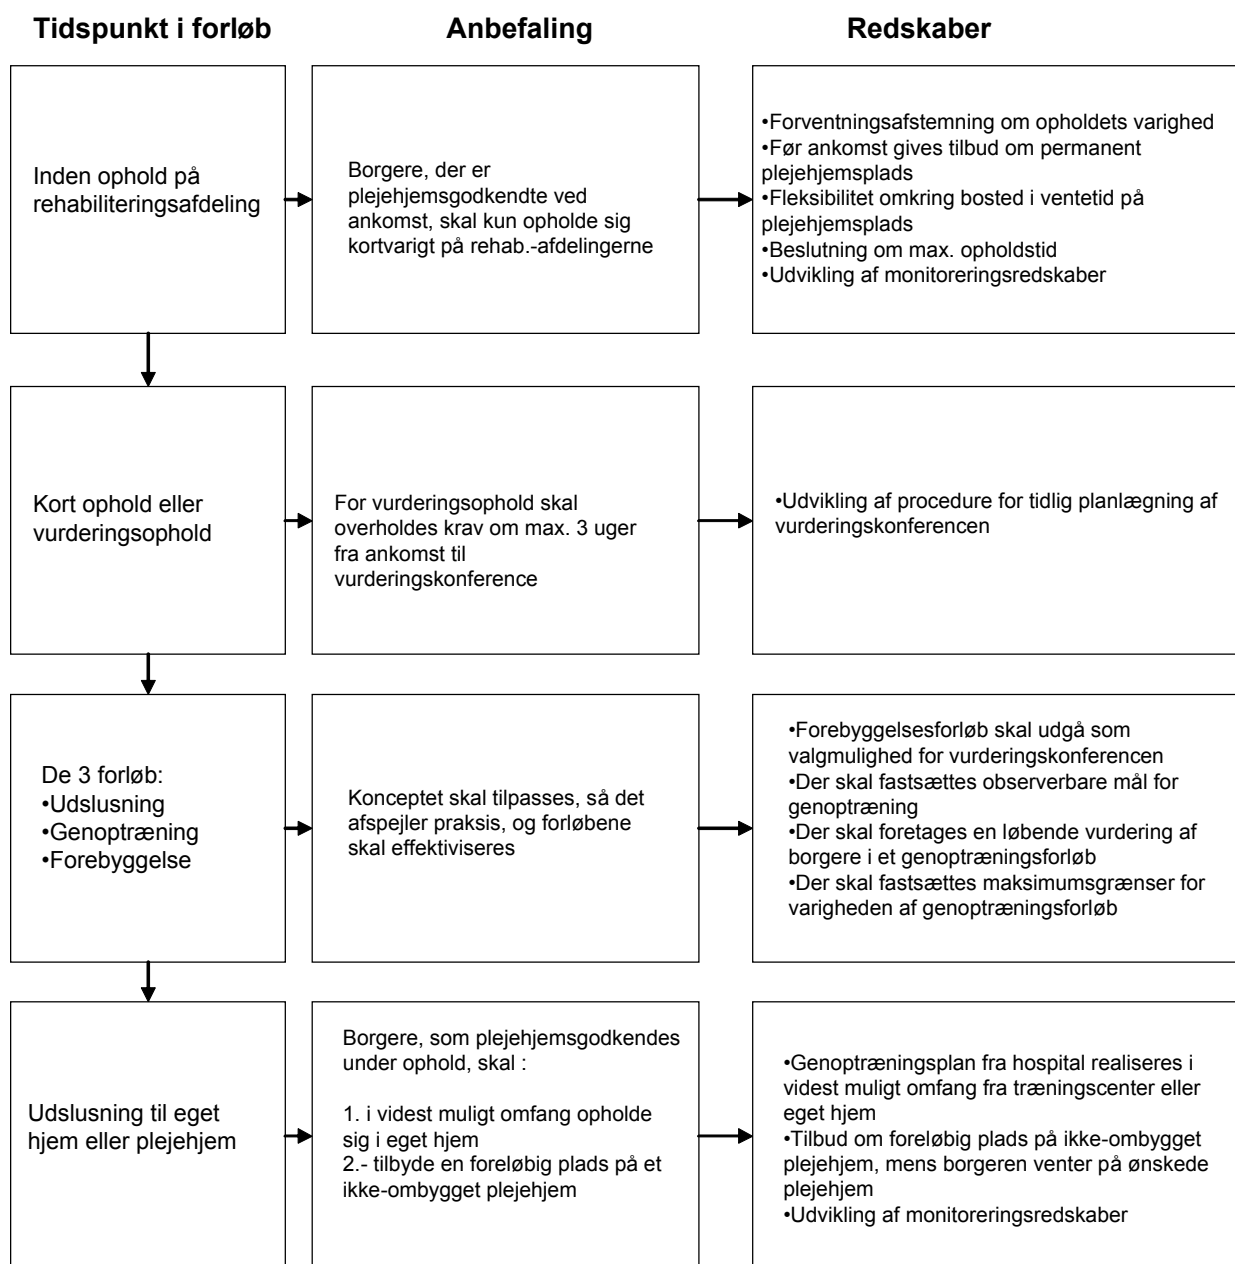 Tidspunkt i forløb
Anbefaling
Redskaber
Inden ophold på
rehabiliteringsafdeling
Borgere, der er
plejehjemsgodkendte ved
ankomst, skal kun opholde sig
kortvarigt på rehab.-afdelingerne
•Forventningsafstemning om opholdets varighed
•Før ankomst gives tilbud om permanent
plejehjemsplads
•Fleksibilitet omkring bosted i ventetid på
plejehjemsplads
•Beslutning om max. opholdstid
•Udvikling af monitoreringsredskaber
Kort ophold eller
vurderingsophold
For vurderingsophold skal
overholdes krav om max. 3 uger
fra ankomst til
vurderingskonference
•Udvikling af procedure for tidlig planlægning af
vurderingskonferencen
De 3 forløb:
•Udslusning
•Genoptræning
•Forebyggelse
Konceptet skal tilpasses, så det
afspejler praksis, og forløbene
skal effektiviseres
•Forebyggelsesforløb skal udgå som
valgmulighed for vurderingskonferencen
•Der skal fastsættes observerbare mål for
genoptræning
•Der skal foretages en løbende vurdering af
borgere i et genoptræningsforløb
•Der skal fastsættes maksimumsgrænser for
varigheden af genoptræningsforløb
Udslusning til eget
hjem eller plejehjem
Borgere, som plejehjemsgodkendes
under ophold, skal :
1. i videst muligt omfang opholde
sig i eget hjem
2.- tilbyde en foreløbig plads på et
ikke-ombygget plejehjem
•Genoptræningsplan fra hospital realiseres i
videst muligt omfang fra træningscenter eller
eget hjem
•Tilbud om foreløbig plads på ikke-ombygget
plejehjem, mens borgeren venter på ønskede
plejehjem
•Udvikling af monitoreringsredskaber